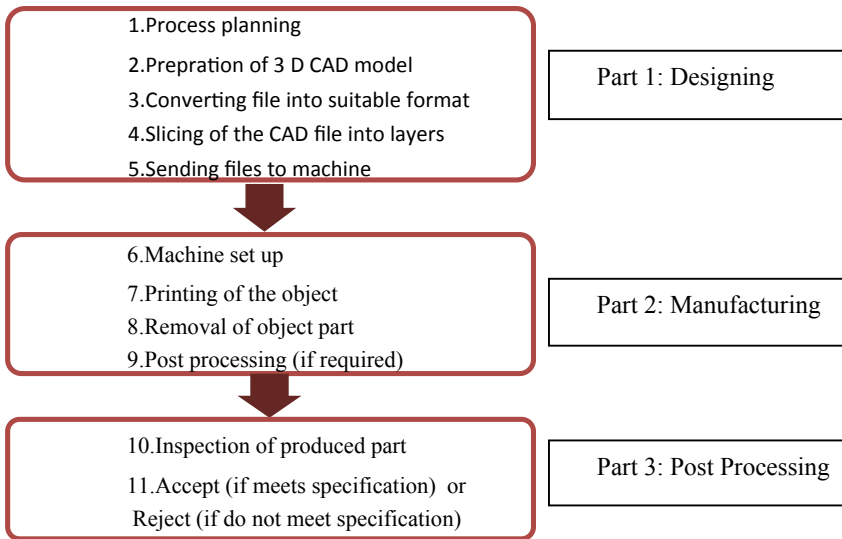 1.Process planning
2.Prepration of 3 D CAD model
3.Converting file into suitable format
4.Slicing of the CAD file into layers
5.Sending files to machine
Part 1: Designing
6.Machine set up
7.Printing of the object
8.Removal of object part
9.Post processing (if required)
Part 2: Manufacturing
10.Inspection of produced part
11.Accept (if meets specification) or
Reject (if do not meet specification)
Part 3: Post Processing